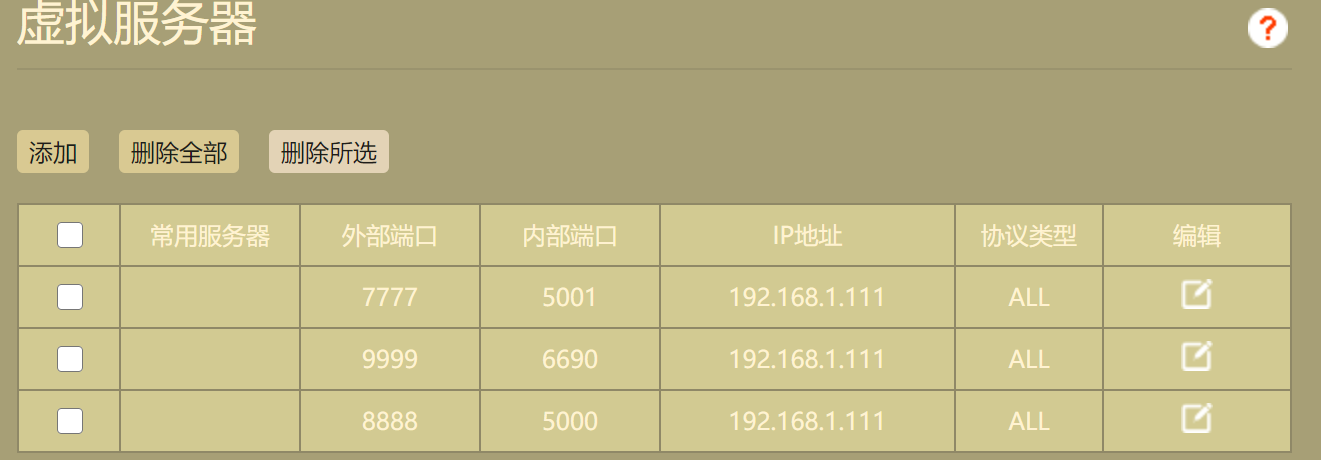 虚拟服务器
?
添加 删除全部 删除所选
常用服务器 外部端口 内部端口 IP地址 协议类型 编辑
7777 5001 192.168.1.111 ALL
9999 6690 192.168.1.111 ALL
8888 5000 192.168.1.111 ALL